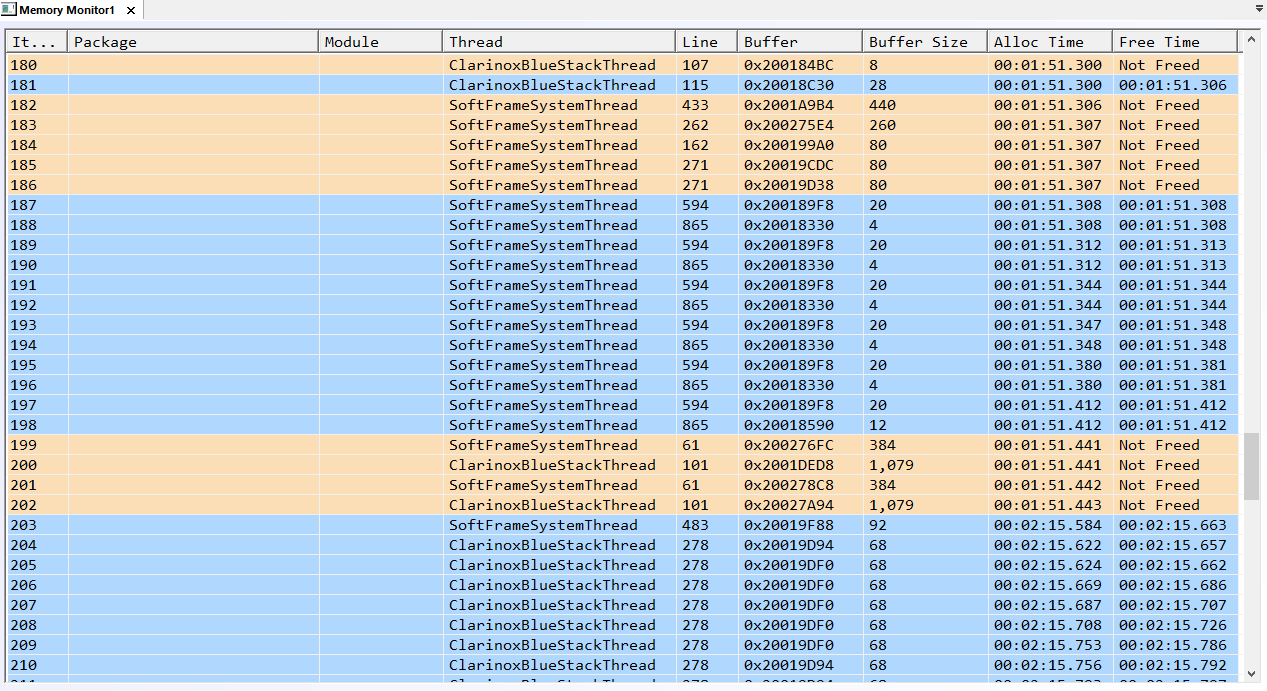 Memory Monitor1
It... Package Module Thread Line Buffer Buffer Size Alloc Time Free Time
180 ClarinoxBlueStackThread 107 0x200184BC 8 00:01:51.300 Not Freed
181 ClarinoxBlueStackThread 115 0x20018C30 28 00:01:51.300 00:01:51.306
182 SoftFrameSystemThread 433 0x2001A9B4 440 00:01:51.306 Not Freed
183 SoftFrameSystemThread 262 0x200275E4 260 00:01:51.307 Not Freed
184 SoftFrameSystemThread 162 0x200199A0 80 00:01:51.307 Not Freed
185 SoftFrameSystemThread 271 0x20019CDC 80 00:01:51.307 Not Freed
186 SoftFrameSystemThread 271 0x20019D38 80 00:01:51.307 Not Freed
187 SoftFrameSystemThread 594 0x200189F8 20 00:01:51.308 00:01:51.308
188 SoftFrameSystemThread 865 0x20018330 4 00:01:51.308 00:01:51.308
189 SoftFrameSystemThread 594 0x200189F8 20 00:01:51.312 00:01:51.313
190 SoftFrameSystemThread 865 0x20018330 4 00:01:51.312 00:01:51.313
191 SoftFrameSystemThread 594 0x200189F8 20 00:01:51.344 00:01:51.344
192 SoftFrameSystemThread 865 0x20018330 4 00:01:51.344 00:01:51.344
193 SoftFrameSystemThread 594 0x200189F8 20 00:01:51.347 00:01:51.348
194 SoftFrameSystemThread 865 0x20018330 4 00:01:51.348 00:01:51.348
195 SoftFrameSystemThread 594 0x200189F8 20 00:01:51.380 00:01:51.381
196 SoftFrameSystemThread 865 0x20018330 4 00:01:51.380 00:01:51.381
197 SoftFrameSystemThread 594 0x200189F8 20 00:01:51.412 00:01:51.412
198 SoftFrameSystemThread 865 0x20018590 12 00:01:51.412 00:01:51.412
199 SoftFrameSystemThread 61 0x200276FC 384 00:01:51.441 Not Freed
200 ClarinoxBlueStackThread 101 0x2001DED8 1,079 00:01:51.441 Not Freed
201 SoftFrameSystemThread 61 0x200278C8 384 00:01:51.442 Not Freed
202 ClarinoxBlueStackThread 101 0x20027A94 1,079 00:01:51.443 Not Freed
203 SoftFrameSystemThread 483 0x20019F88 92 00:02:15.584 00:02:15.663
204 ClarinoxBlueStackThread 278 0x20019D94 68 00:02:15.622 00:02:15.657
205 ClarinoxBlueStackThread 278 0x20019DF0 68 00:02:15.624 00:02:15.662
206 ClarinoxBlueStackThread 278 0x20019DF0 68 00:02:15.669 00:02:15.686
207 ClarinoxBlueStackThread 278 0x20019DF0 68 00:02:15.687 00:02:15.707
208 ClarinoxBlueStackThread 278 0x20019DF0 68 00:02:15.708 00:02:15.726
209 ClarinoxBlueStackThread 278 0x20019DF0 68 00:02:15.753 00:02:15.786
210 ClarinoxBlueStackThread 278 0x20019D94 68 00:02:15.756 00:02:15.792